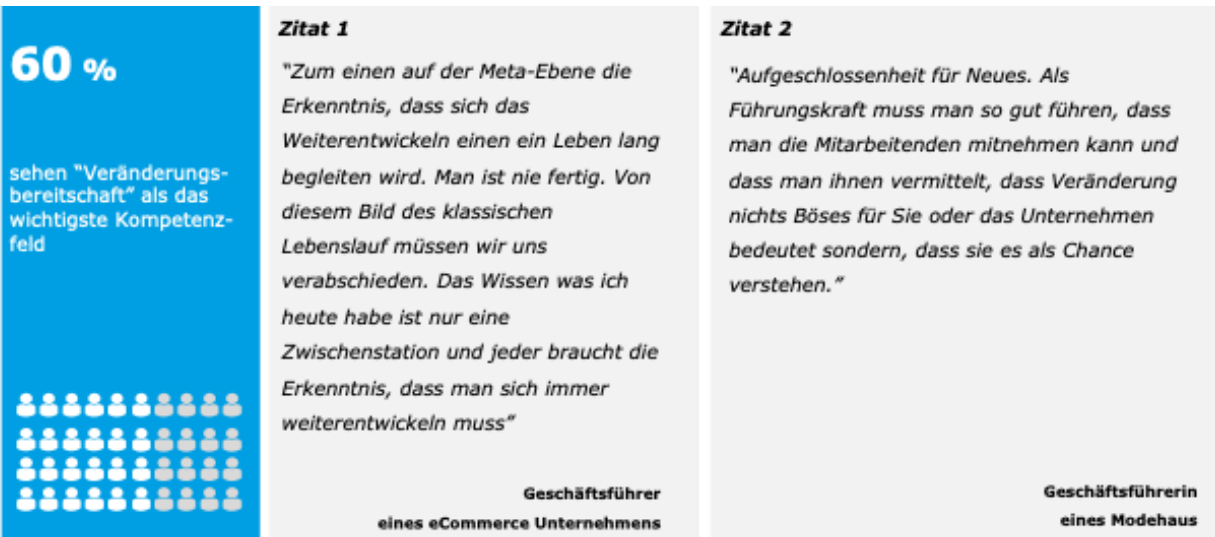 60 %
sehen "Veränderungs-
bereitschaft" als das
wichtigste Kompetenz-
feld
Zitat 1
"Zum einen auf der Meta-Ebene die
Erkenntnis, dass sich das
Weiterentwickeln einen ein Leben lang
begleiten wird. Man ist nie fertig. Von
diesem Bild des klassischen
Lebenslauf müssen wir uns
verabschieden. Das Wissen was ich
heute habe ist nur eine
Zwischenstation und jeder braucht die
Erkenntnis, dass man sich immer
weiterentwickeln muss"
Geschäftsführer
eines eCommerce Unternehmens
Zitat 2
"Aufgeschlossenheit für Neues. Als
Führungskraft muss man so gut führen, dass
man die Mitarbeitenden mitnehmen kann und
dass man ihnen vermittelt, dass Veränderung
nichts Böses für Sie oder das Unternehmen
bedeutet sondern, dass sie es als Chance
verstehen."
Geschäftsführerin
eines Modehaus